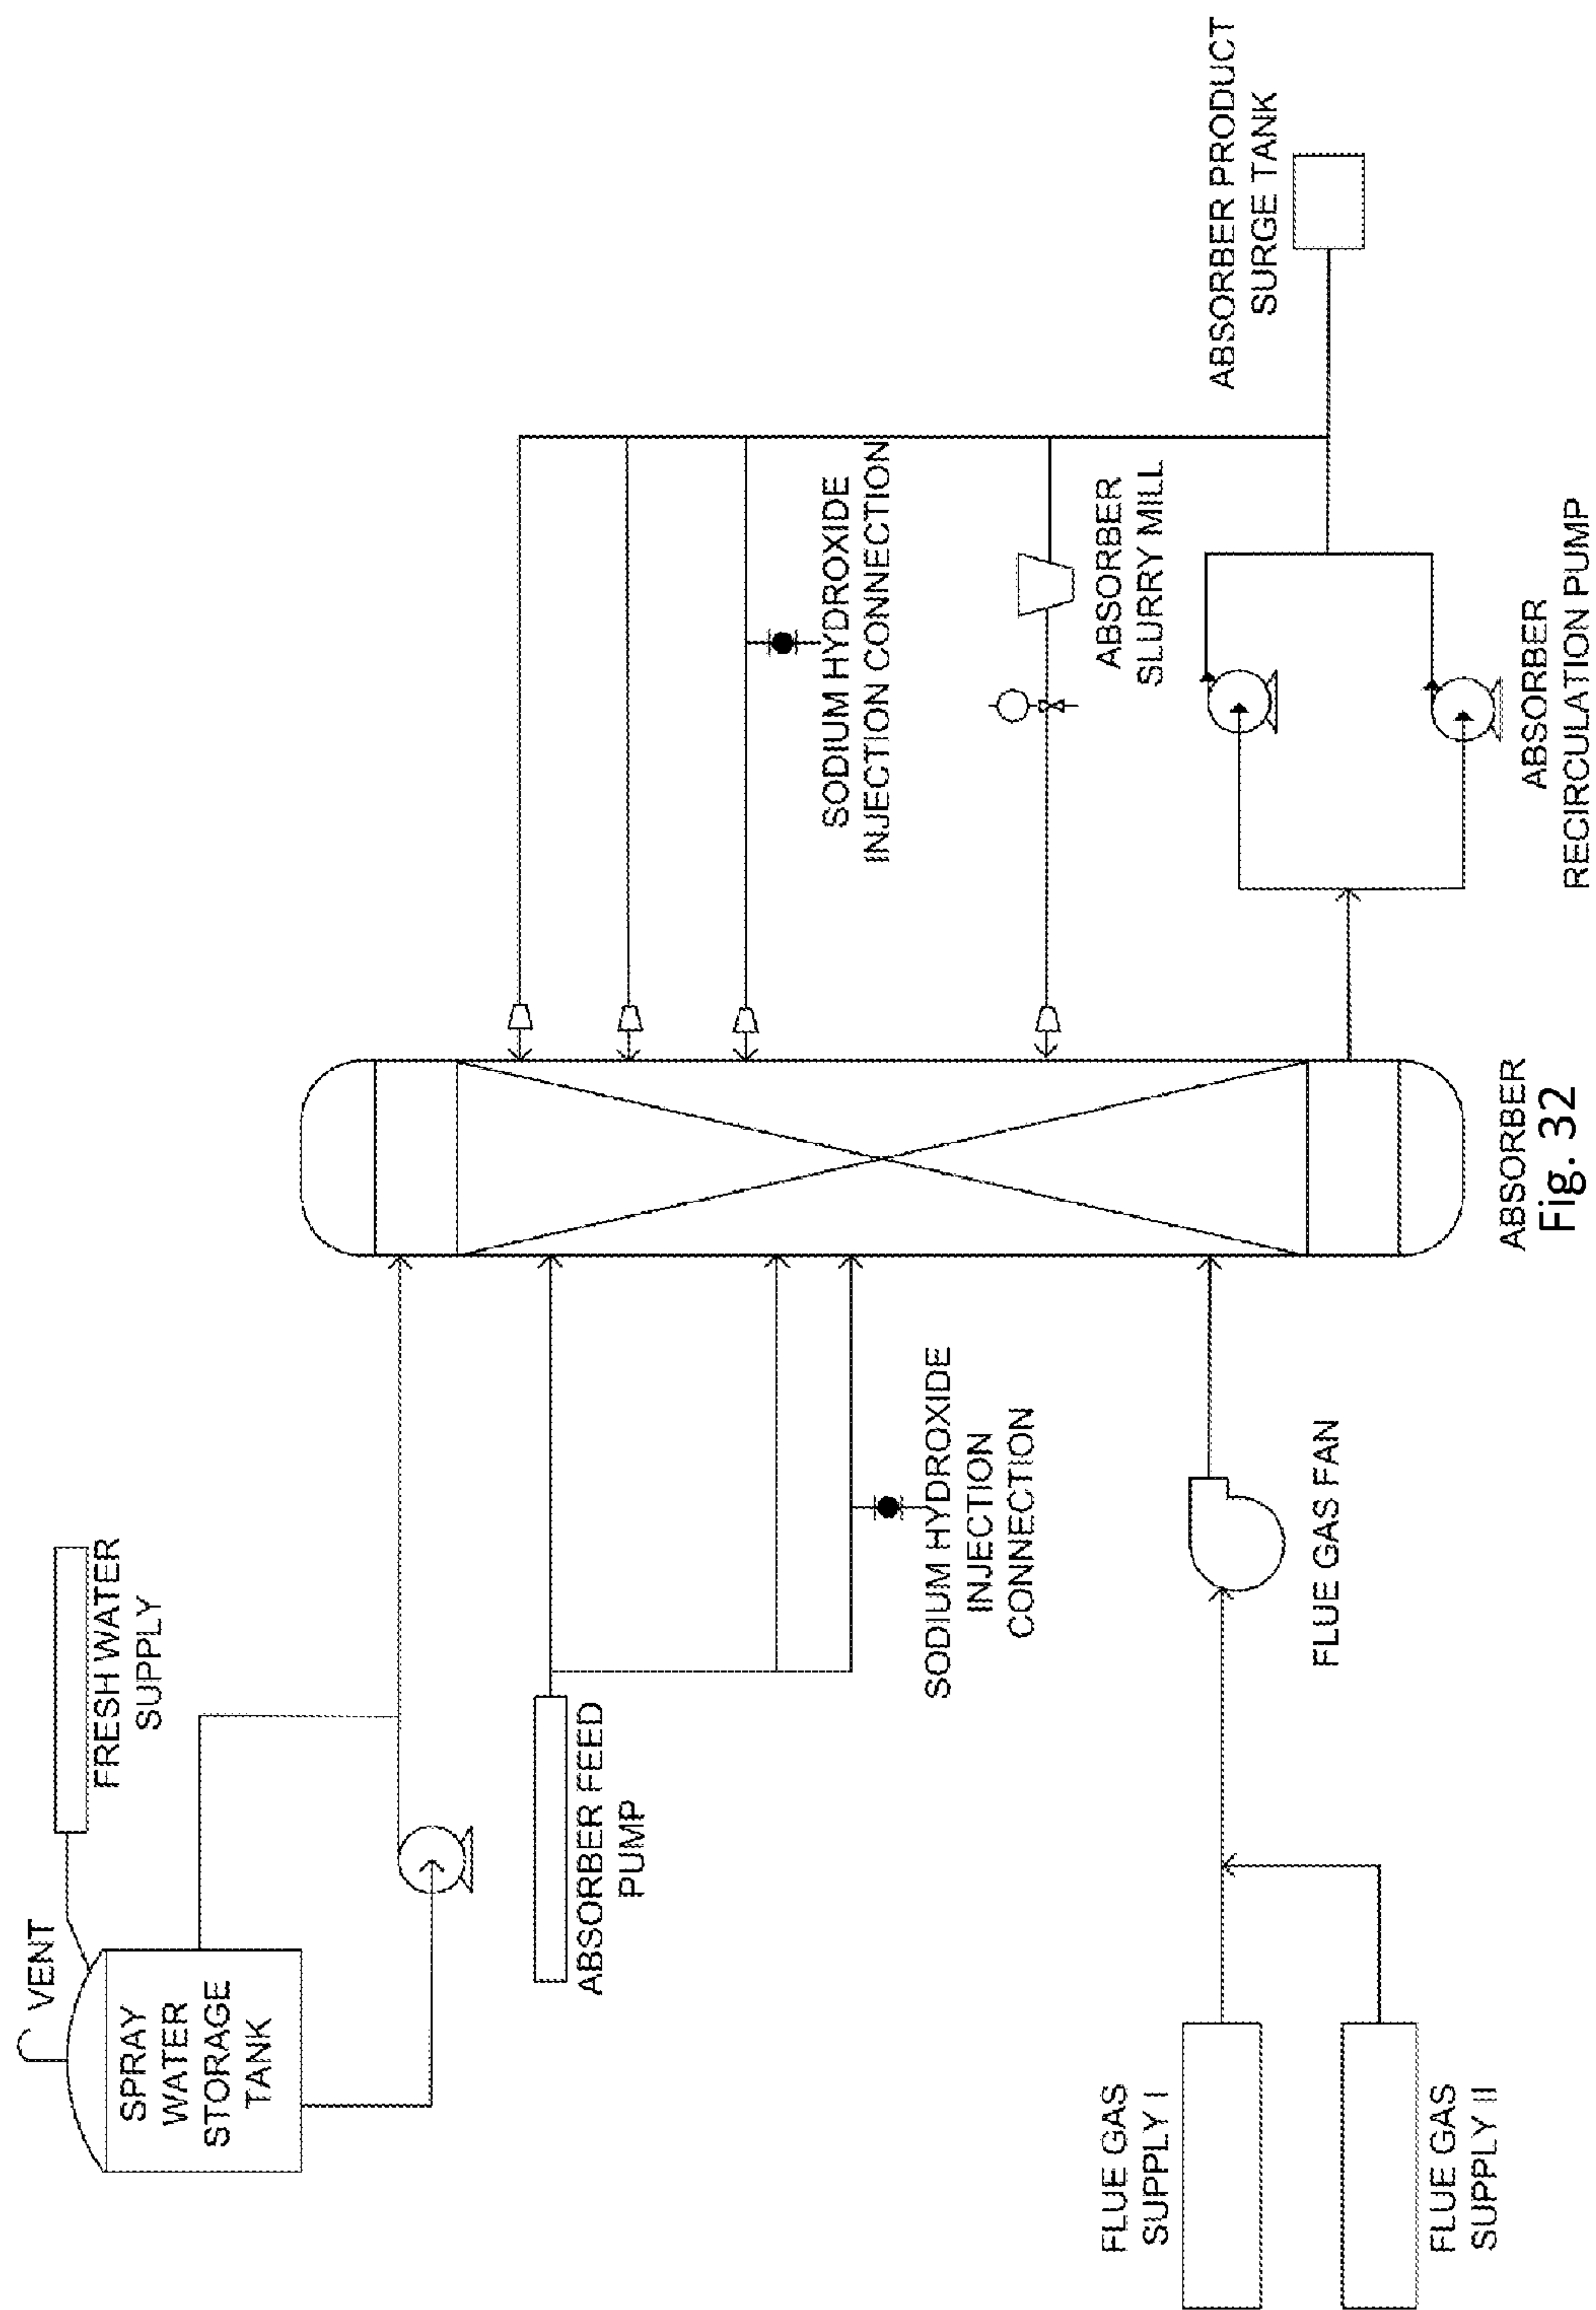 VENT
FRESH WATER
SUPPLY
SPRAY
WATER
STORAGE
TANK
ABSORBER FEED
PUMP
SODIUM HYDROXIDE
INJECTION
CONNECTION
FLUE GAS
SUPPLY I
FLUE GAS
SUPPLY II
FLUE GAS FAN
ABSORBER
SODIUM HYDROXIDE
INJECTION CONNECTION
ABSORBER
SLURRY MILL
ABSORBER
RECIRCULATION PUMP
ABSORBER PRODUCT
SURGE TANK
Fig. 32